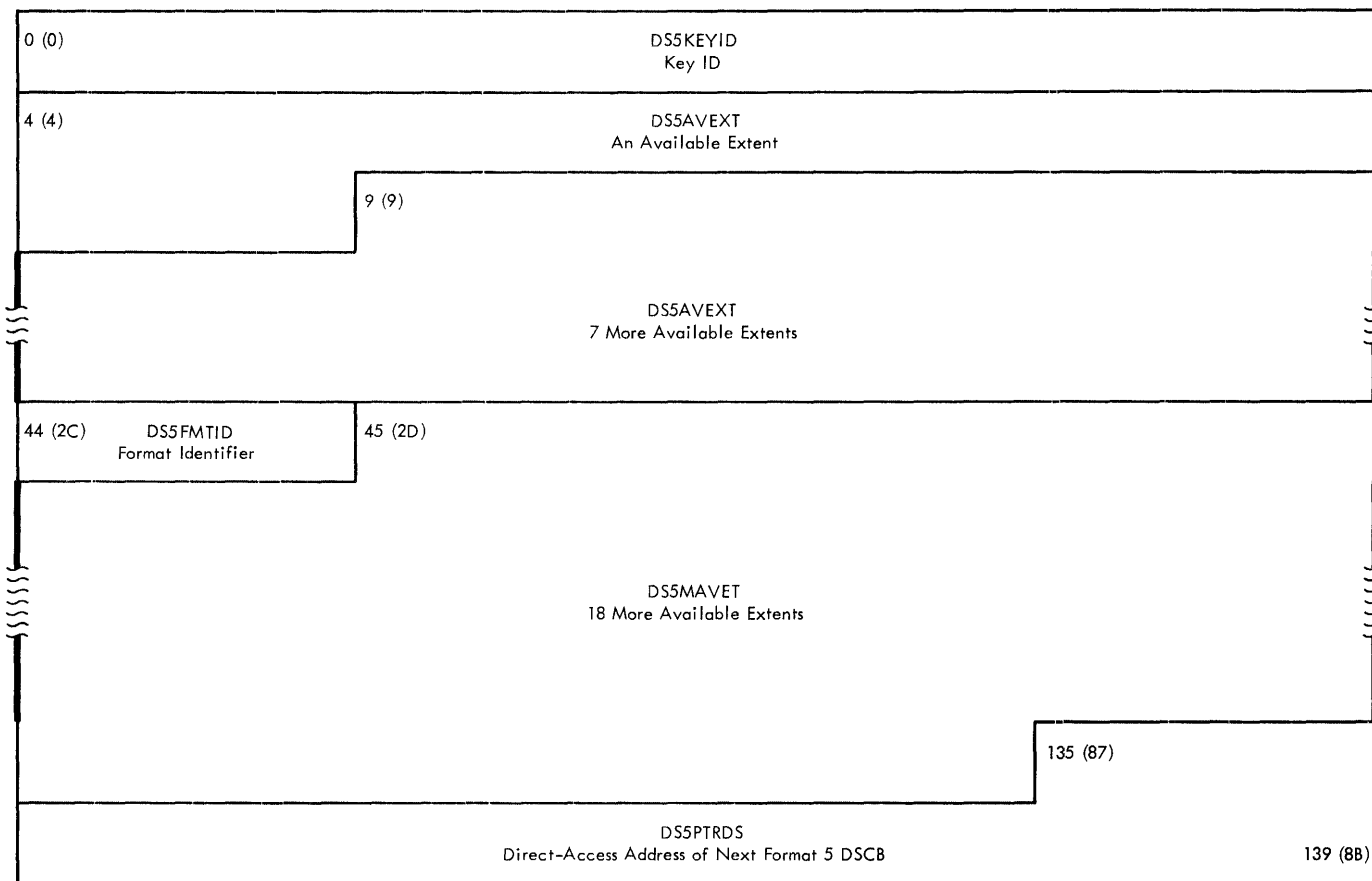 0 (0)
DS5KEYID
Key ID
4 (4)
DS5AVEXT
An Available Extent
9 (9)
DS5AVEXT
7 More Available Extents
44 (2C)
DS5FMTID
Format Identifier
45 (2D)
DS5MAVET
18 More Available Extents
135 (87)
DS5PTRDS
Direct-Access Address of Next Format 5 DSCB
139 (8B)